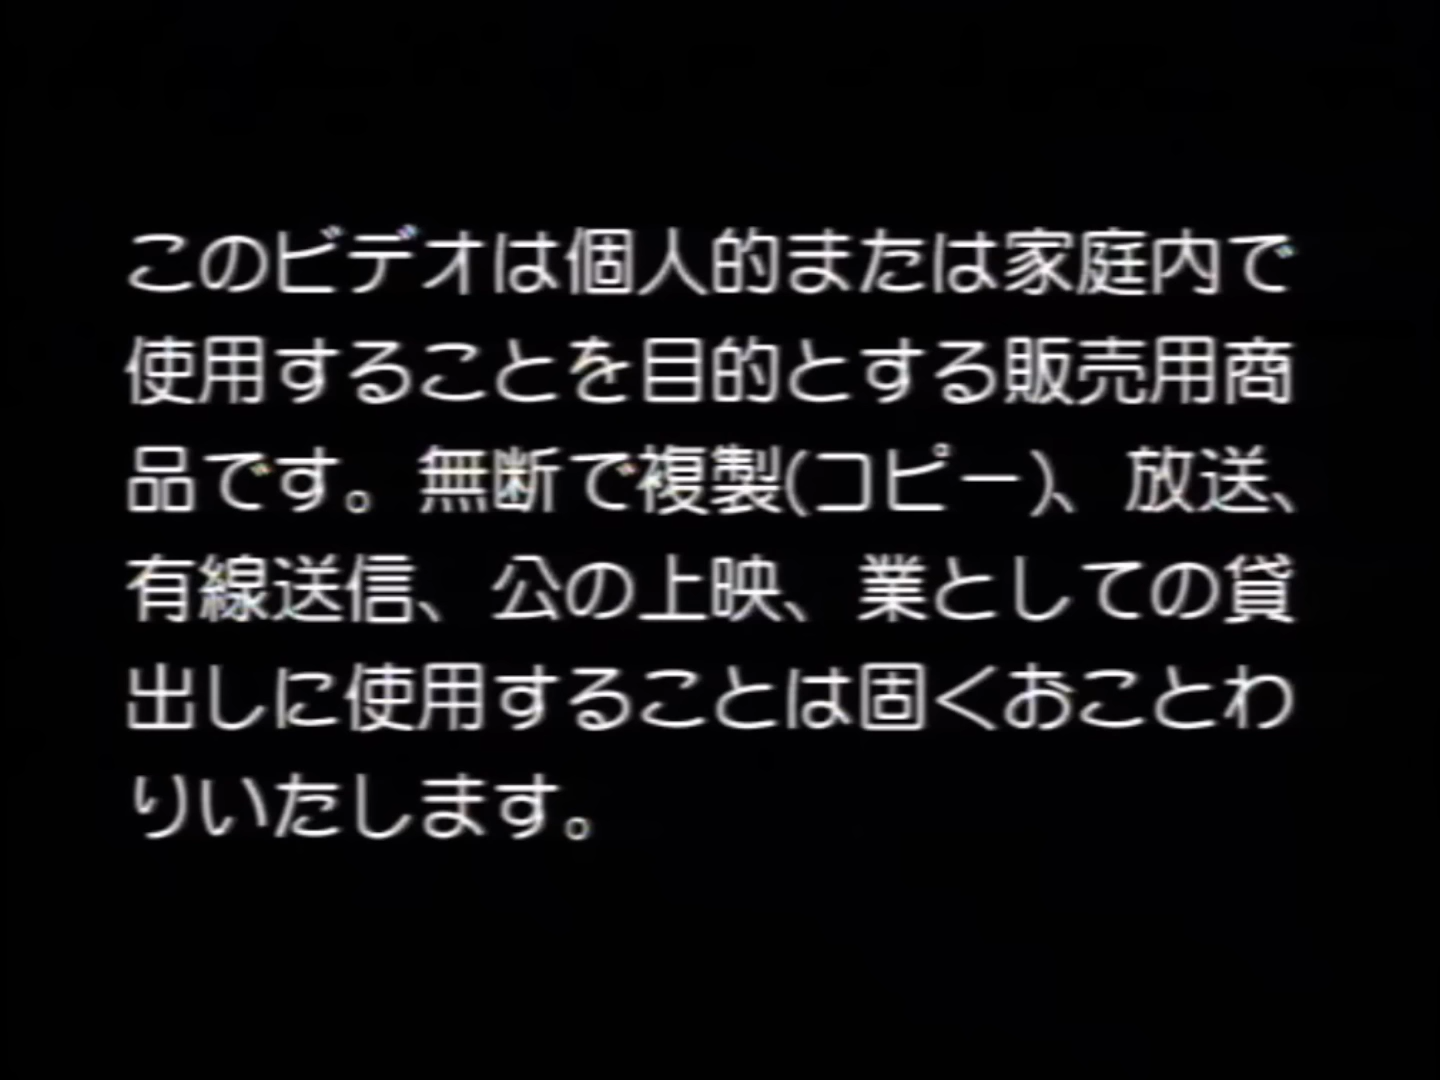 このビデオは個人的または家庭内で
使用することを目的とする販売用商
品です。無断で複製(コピー)、放送、
有線送信、公の上映、業としての貸
出しに使用することは固くおことわ
りいたします。